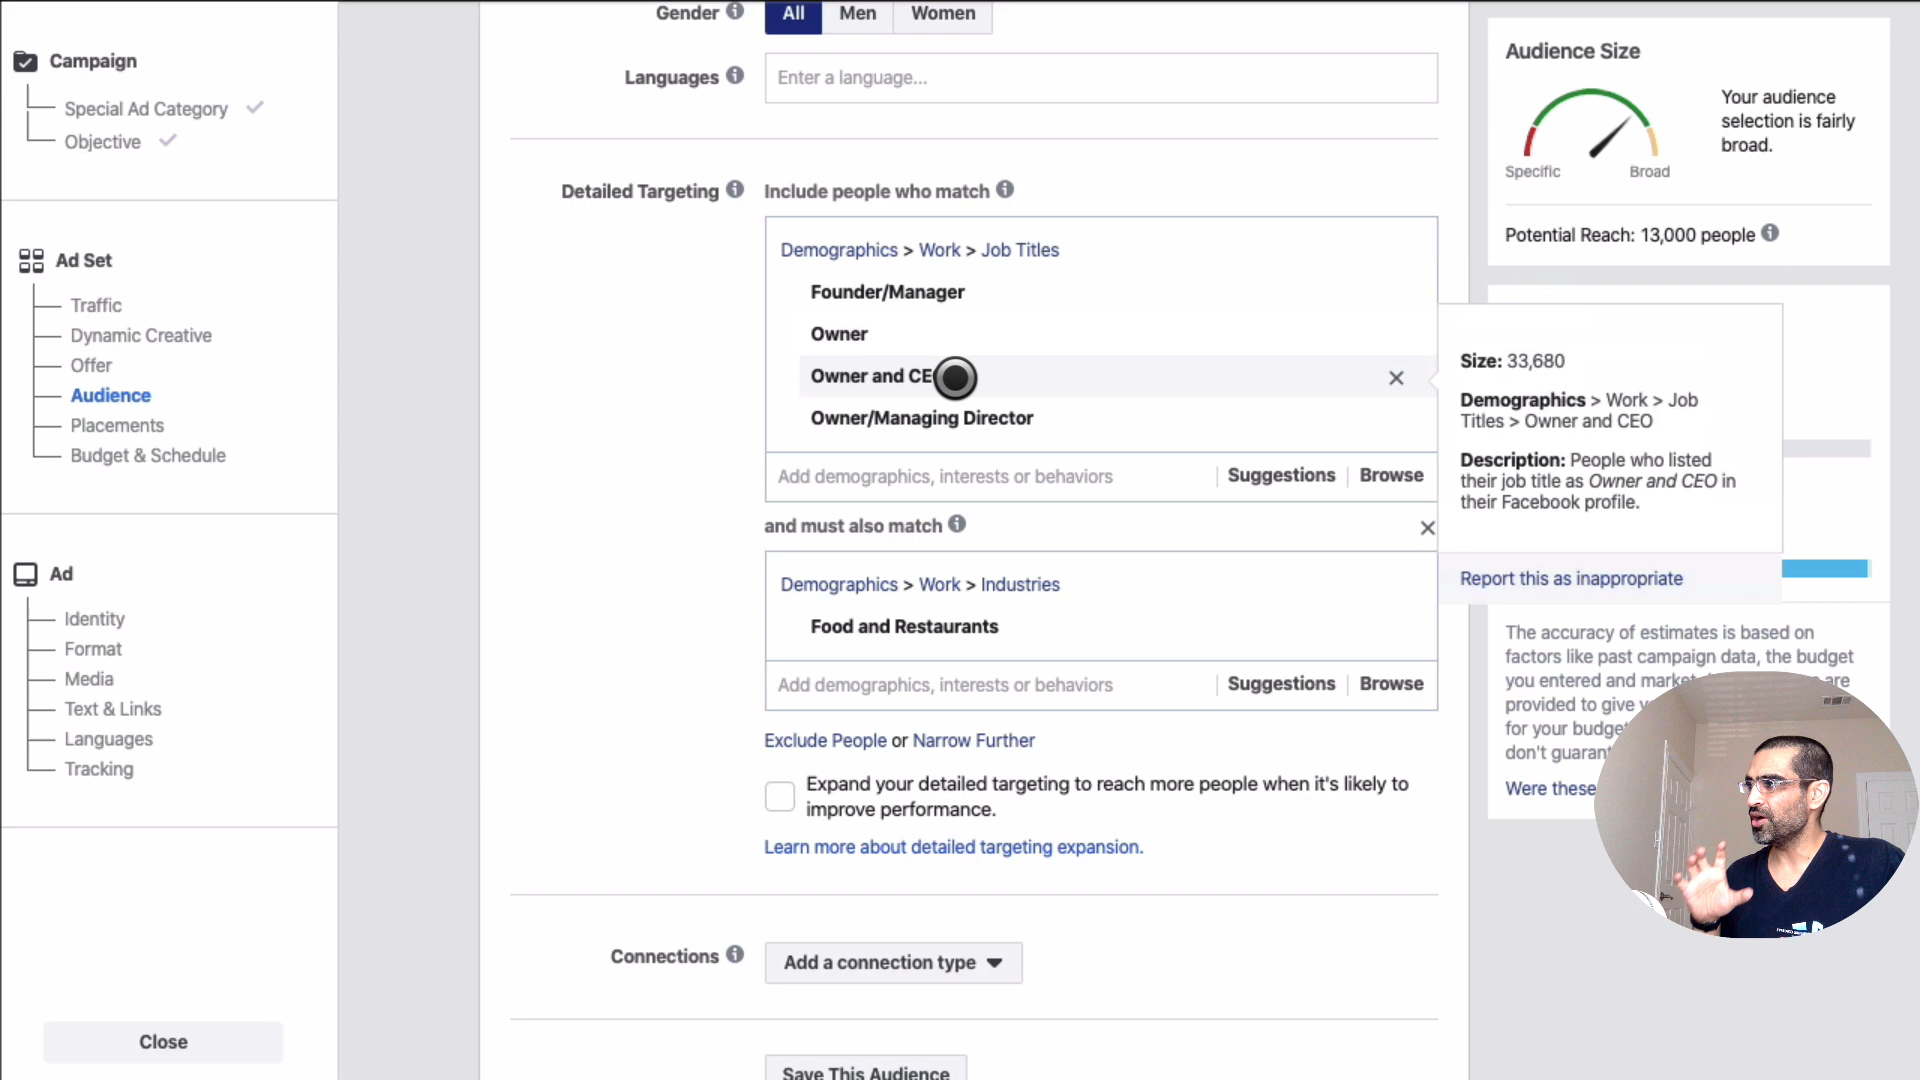 Gender
All
Men
Women
Languages
Enter a language...
Campaign
Special Ad Category
Objective
Ad Set
Traffic
Dynamic Creative
Offer
Audience
Placements
Budget & Schedule
Ad
Identity
Format
Media
Text & Links
Languages
Tracking
Close
Detailed Targeting
Include people who match
Demographics > Work > Job Titles
Founder/Manager
Owner
Owner and CE
Owner/Managing Director
Add demographics, interests or behaviors
Suggestions
Browse
and must also match
Demographics > Work > Industries
Food and Restaurants
Add demographics, interests or behaviors
Suggestions
Browse
Exclude People or Narrow Further
Expand your detailed targeting to reach more people when it's likely to
improve performance.
Learn more about detailed targeting expansion.
Connections
Add a connection type
Save This Audience
Audience Size
Your audience
selection is fairly
broad.
Specific
Broad
Potential Reach: 13,000 people
Size: 33,680
Demographics > Work > Job
Titles > Owner and CEO
Description: People who listed
their job title as Owner and CEO in
their Facebook profile.
Report this as inappropriate
The accuracy of estimates is based on
factors like past campaign data, the budget
you entered and market are
provided to give
for your budget
don't
Were these